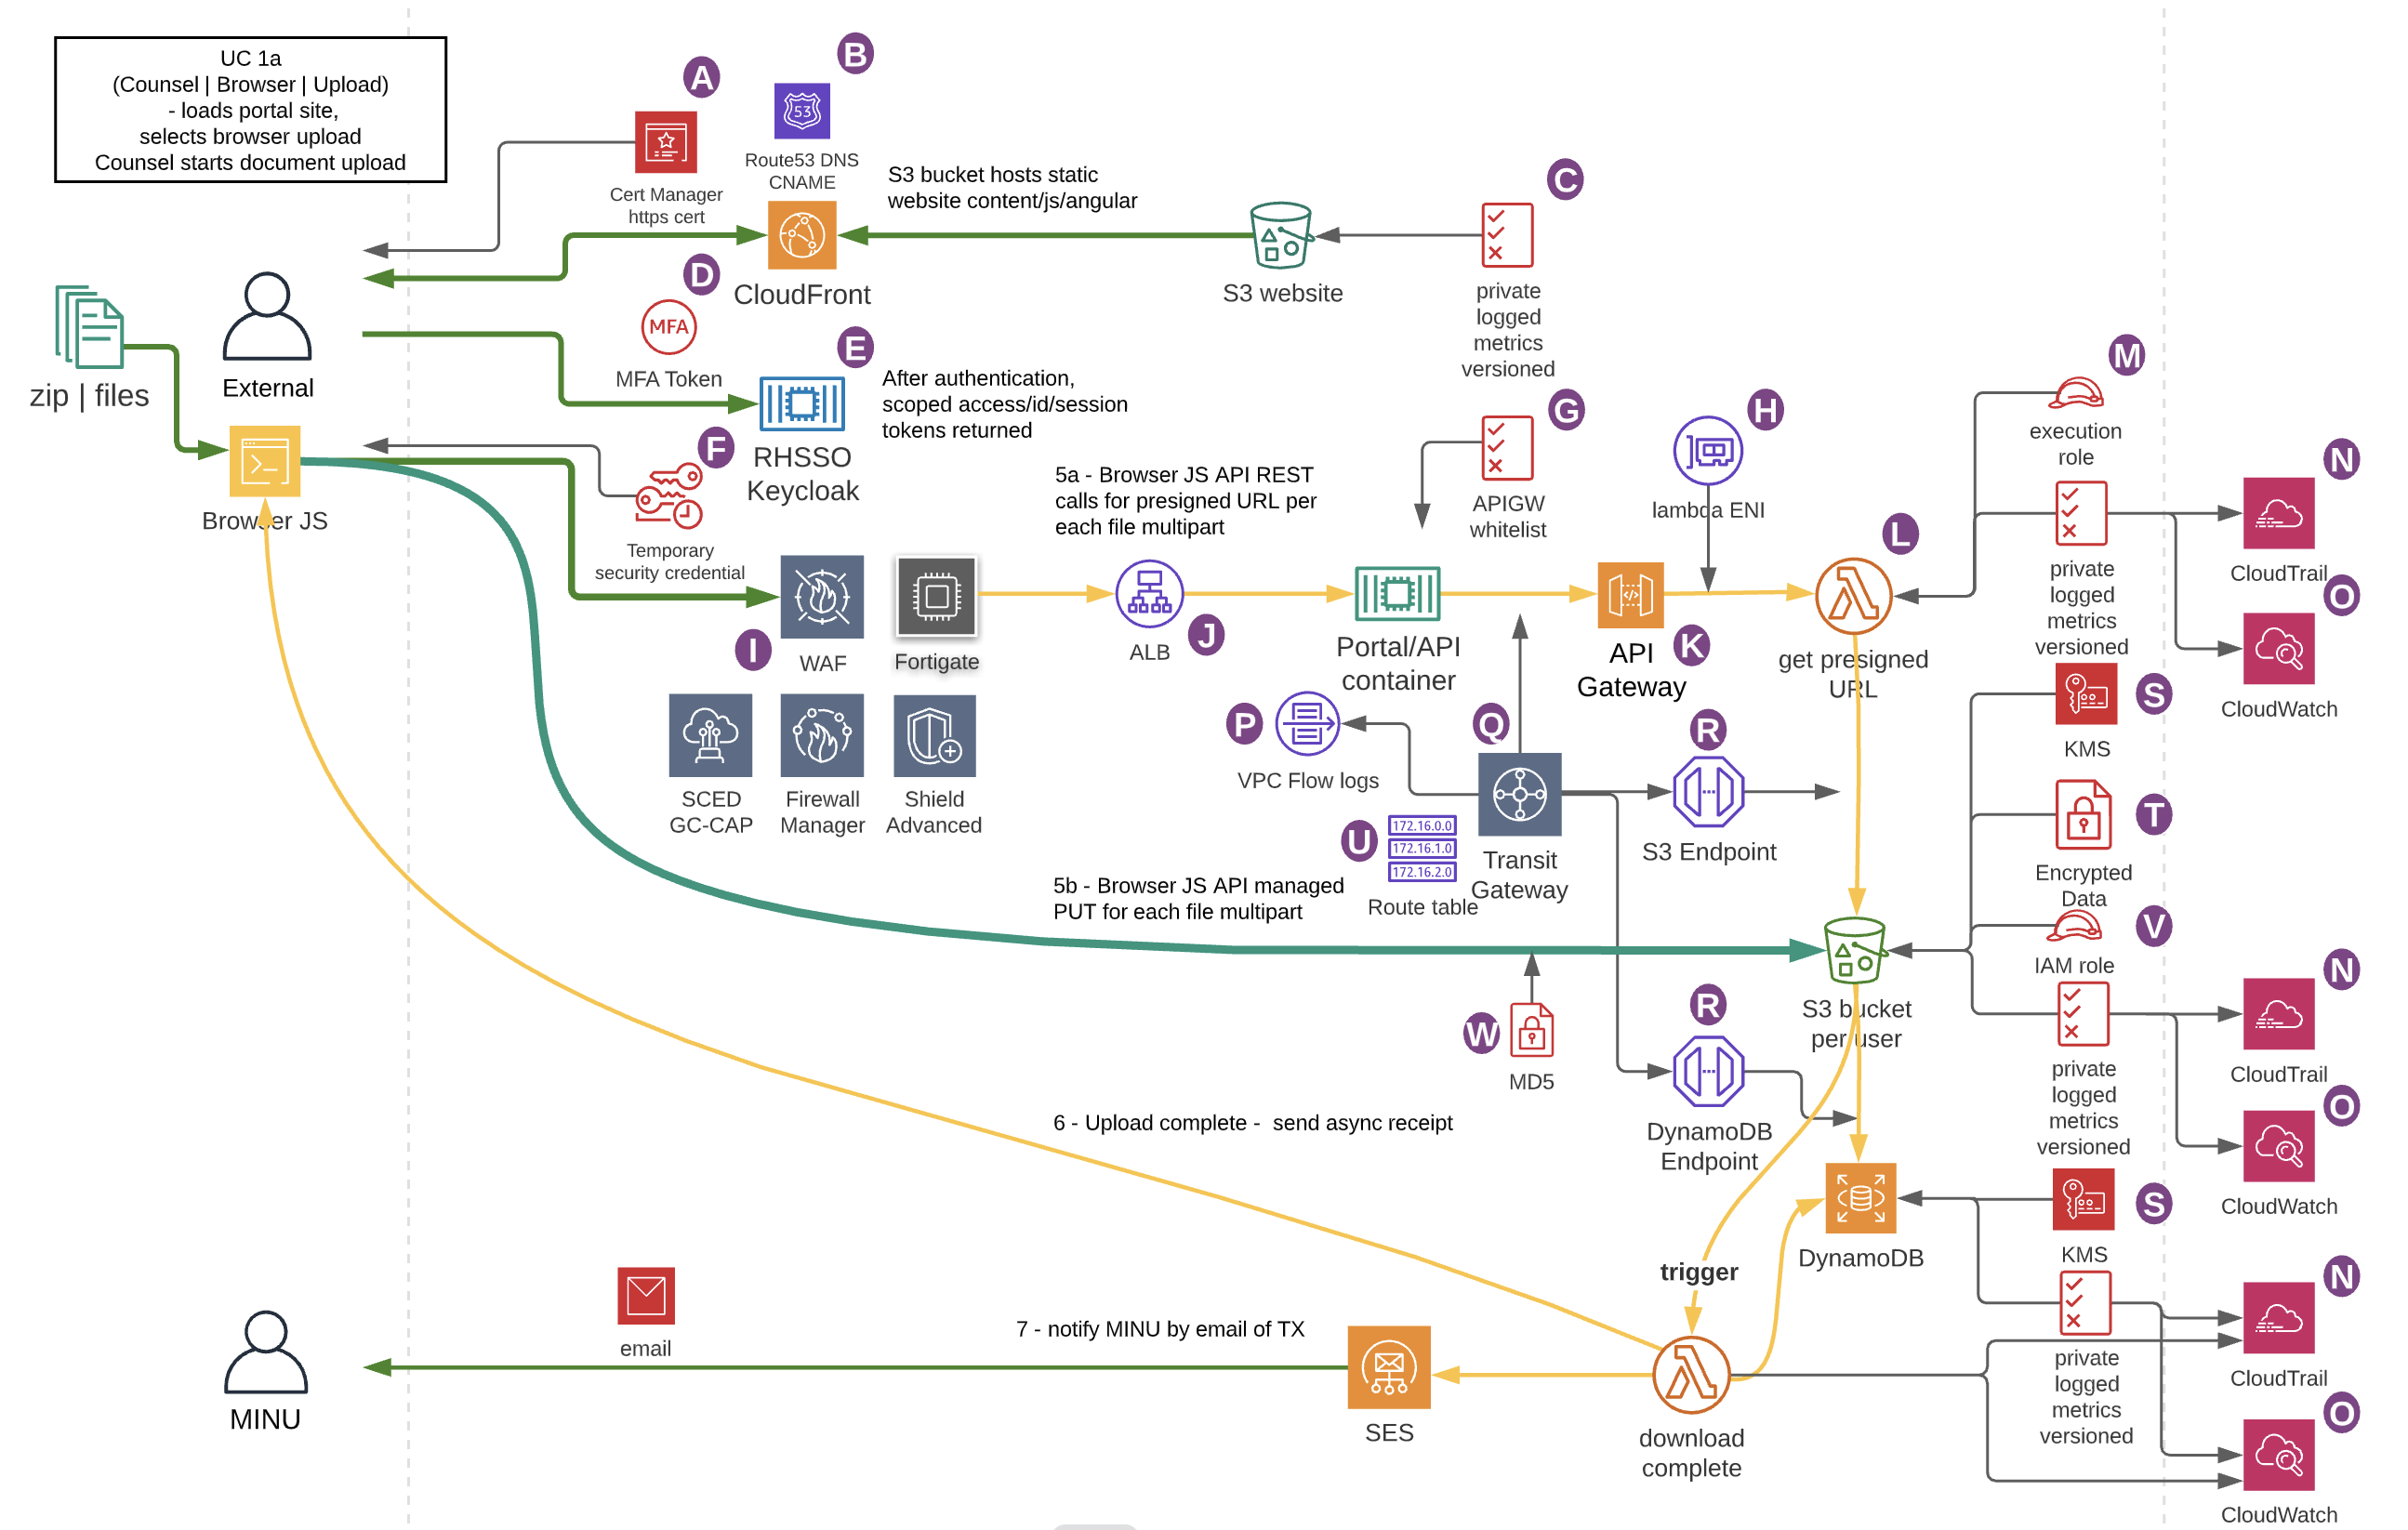 UC 1a
(Counsel | Browser | Upload)
- loads portal site,
selects browser upload
Counsel starts document upload
A
B
53
Route53 DNS
CNAME
Cert Manager
https cert
S3 bucket hosts static
website content/js/angular
C
D
CloudFront
S3 website
private
logged
metrics
versioned
MFA
MFA Token
E
zip | files
External
RHSSO
Keycloak
After authentication,
scoped access/id/session
tokens returned
F
Temporary
security credential
Browser JS
5a - Browser JS API REST
calls for presigned URL per
each file multipart
G
APIGW
whitelist
H
lambda ENI
L
M
execution
role
private
logged
metrics
versioned
N
CloudTrail
O
CloudWatch
I
WAF
Fortigate
ALB
J
Portal/API
container
API
Gateway
K
get presigned
URL
SCED
GC-CAP
Firewall
Manager
Shield
Advanced
P
VPC Flow logs
Q
Transit
Gateway
R
S3 Endpoint
S
KMS
T
Encrypted
Data
U
172.16.0.0
172.16.1.0
172.16.2.0
Route table
5b - Browser JS API managed
PUT for each file multipart
V
IAM role
S3 bucket
per user
W
MD5
R
DynamoDB
Endpoint
private
logged
metrics
versioned
N
CloudTrail
O
CloudWatch
6 - Upload complete - send async receipt
DynamoDB
S
KMS
trigger
private
logged
metrics
versioned
N
CloudTrail
O
CloudWatch
email
7 - notify MINU by email of TX
MINU
SES
download
complete